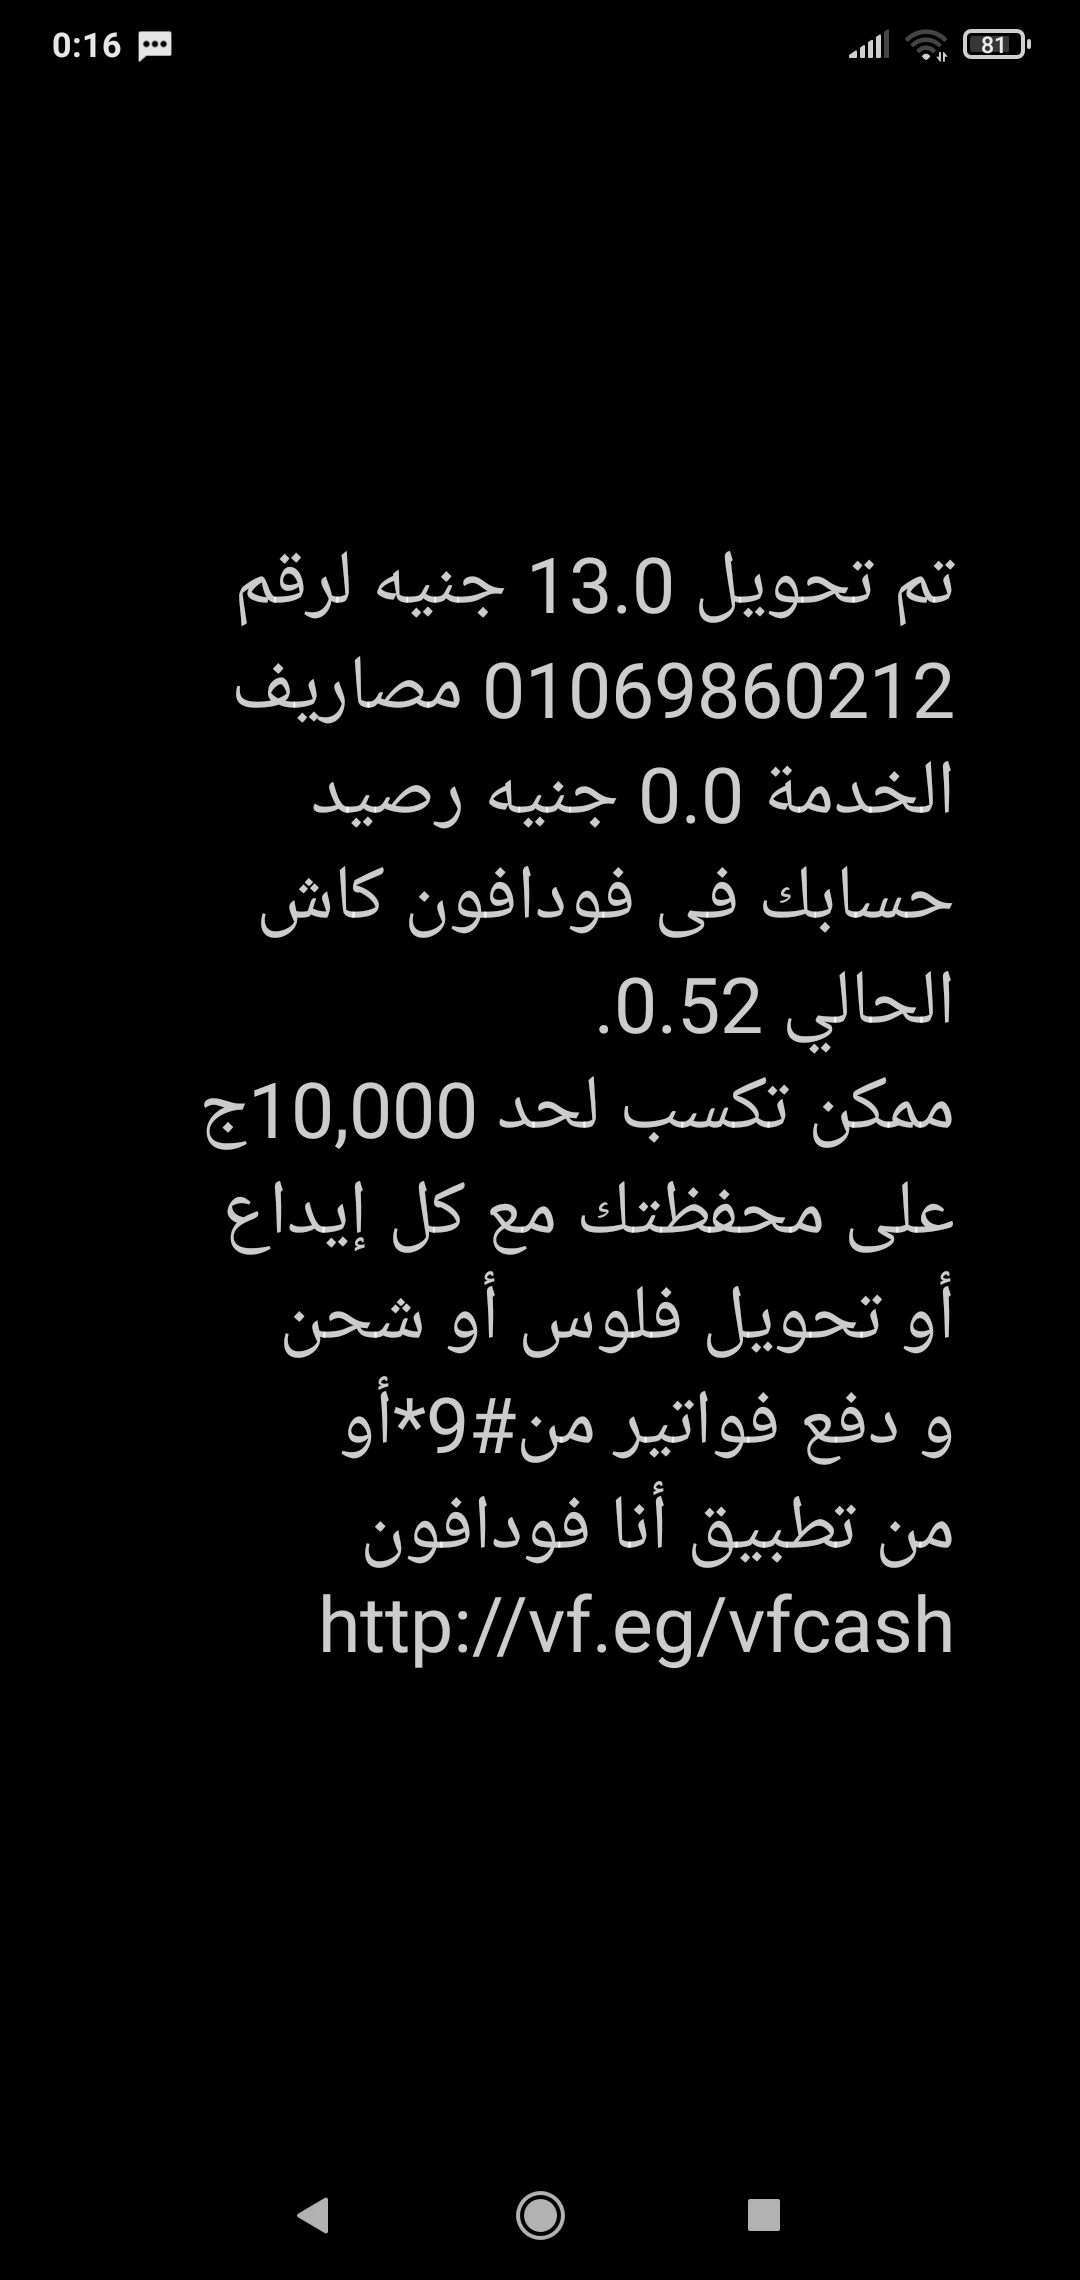 0:16
81
تم تحويل 13.0 جنيه لرقم
01069860212 مصاريف
الخدمة 0.0 جنيه رصيد
حسابك فى فودافون كاش
الحالي 0.52.
ممكن تكسب لحد 10,000ج
على محفظتك مع كل إيداع
أو تحويل فلوس أو شحن
و دفع فواتير من#9*أو
من تطبيق أنا فودافون
http://vf.eg/vfcash